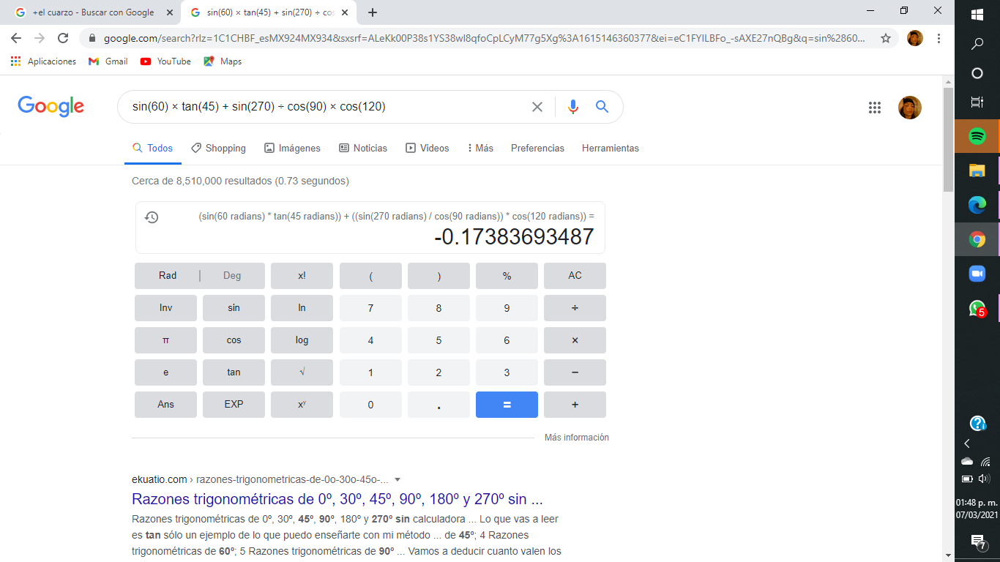 +el cuarzo - Buscar con Google
sin(60) × tan(45) + sin(270) ÷ co
google.com/search?rlz=1C1CHBF_esMX924MX934&sxsrf=ALeKk00P38s1YS38wI8qfoCpLCyM77g5Xg%3A1615146360377&ei=eC1FYILBFo_-sAXE27nQBg&q=sin%2860...
Aplicaciones
Gmail
YouTube
Maps
Google
sin(60) × tan(45) + sin(270) ÷ cos(90) × cos(120)
Todos
Shopping
Imágenes
Noticias
Videos
Más
Preferencias
Herramientas
Cerca de 8,510,000 resultados (0.73 segundos)
(sin(60 radians) * tan(45 radians)) + ((sin(270 radians) / cos(90 radians)) * cos(120 radians)) =
-0.17383693487
Rad | Deg x! ( ) % AC
Inv sin ln 7 8 9 ÷
π cos log 4 5 6 ×
e tan √ 1 2 3 −
Ans EXP xʸ 0 . = +
Más información
ekuatio.com › razones-trigonometricas-de-0o-30o-45o-...
Razones trigonométricas de 0º, 30º, 45º, 90º, 180º y 270º sin ...
Razones trigonométricas de 0º, 30º, 45º, 90º, 180º y 270º sin calculadora ... Lo que vas a leer
es tan sólo un ejemplo de lo que puedo enseñarte con mi método ... de 45º; 4 Razones
trigonométricas de 60º; 5 Razones trigonométricas de 90º ... Vamos a deducir cuanto valen los
5
01:48 p. m.
07/03/2021
7